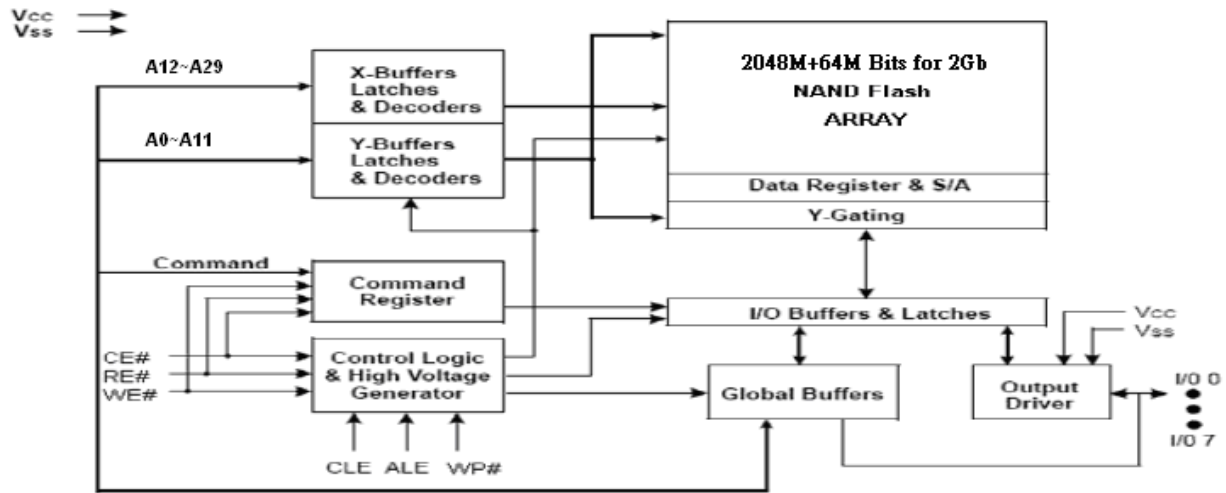 Vcc
Vss
A12~A29
A0~A11
X-Buffers
Latches
& Decoders
Y-Buffers
Latches
& Decoders
2048M+64M Bits for 2Gb
NAND Flash
ARRAY
Data Register & S/A
Y-Gating
Command
Command
Register
I/O Buffers & Latches
Vcc
Vss
CE#
RE#
WE#
Control Logic
& High Voltage
Generator
Global Buffers
Output
Driver
I/O 0
I/O 7
CLE ALE WP#